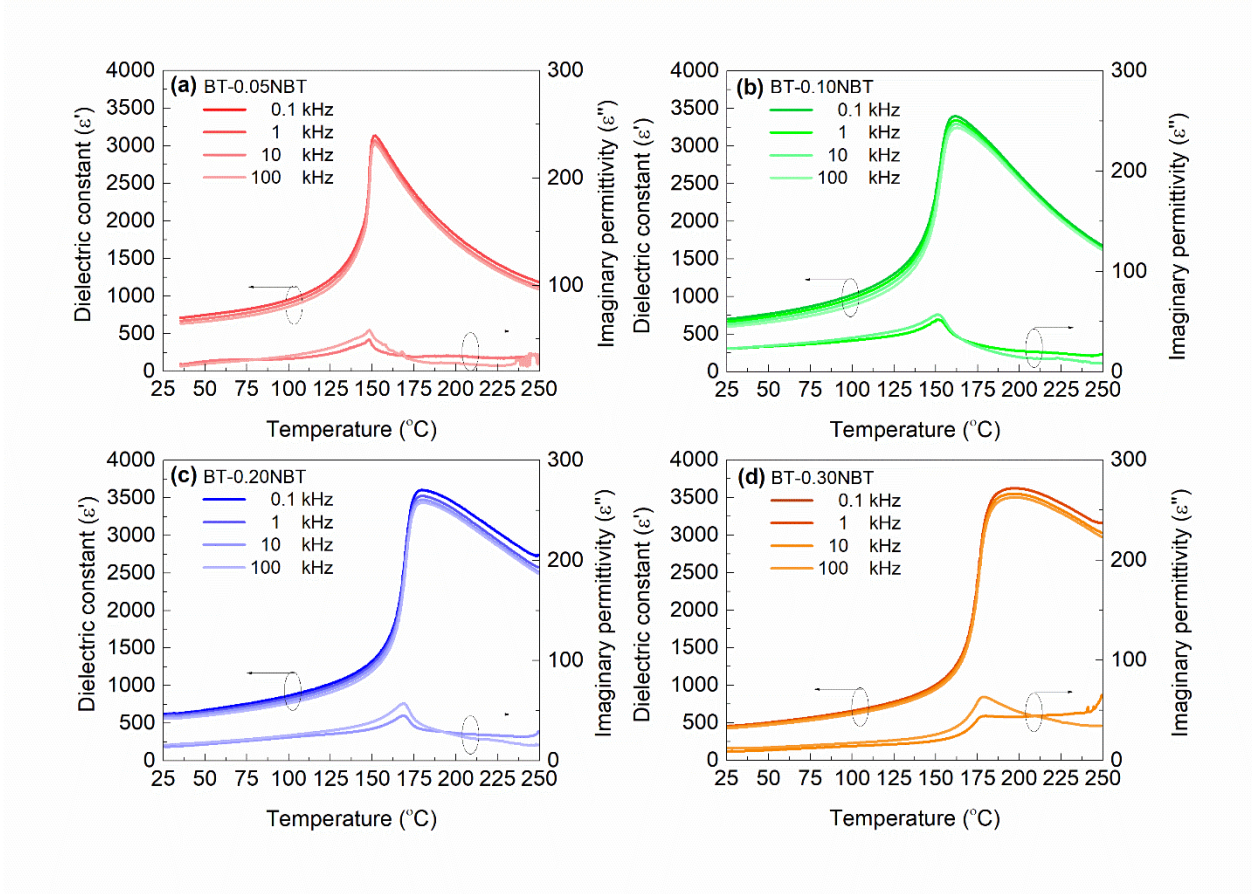 (a) BT-0.05NBT
0.1 kHz
1 kHz
10 kHz
100 kHz
4000
3500
3000
2500
2000
1500
1000
500
0
300
200
100
0
25 50 75 100 125 150 175 200 225 250
Dielectric constant (ε')
Imaginary permittivity (ε")
Temperature (°C)
(b) BT-0.10NBT
0.1 kHz
1 kHz
10 kHz
100 kHz
4000
3500
3000
2500
2000
1500
1000
500
0
300
200
100
0
25 50 75 100 125 150 175 200 225 250
Dielectric constant (ε')
Imaginary permittivity (ε")
Temperature (°C)
(c) BT-0.20NBT
0.1 kHz
1 kHz
10 kHz
100 kHz
4000
3500
3000
2500
2000
1500
1000
500
0
300
200
100
0
25 50 75 100 125 150 175 200 225 250
Dielectric constant (ε')
Imaginary permittivity (ε")
Temperature (°C)
(d) BT-0.30NBT
0.1 kHz
1 kHz
10 kHz
100 kHz
4000
3500
3000
2500
2000
1500
1000
500
0
300
200
100
0
25 50 75 100 125 150 175 200 225 250
Dielectric constant (ε')
Imaginary permittivity (ε")
Temperature (°C)